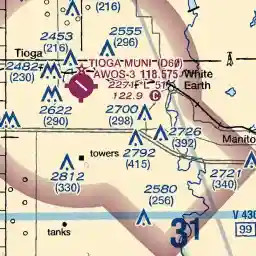 2453
(216)
2555
(296)
Tioga
TIOGA MUNI (D60)
2482
(230)
AWOS-3 118.575
White
Earth
2271 L 51
122.9 C
2622
(290)
2700
(298)
2726
(392)
Manito
towers
2792
(415)
2812
(330)
2721
(340)
2580
(256)
V 430
31
99
tanks